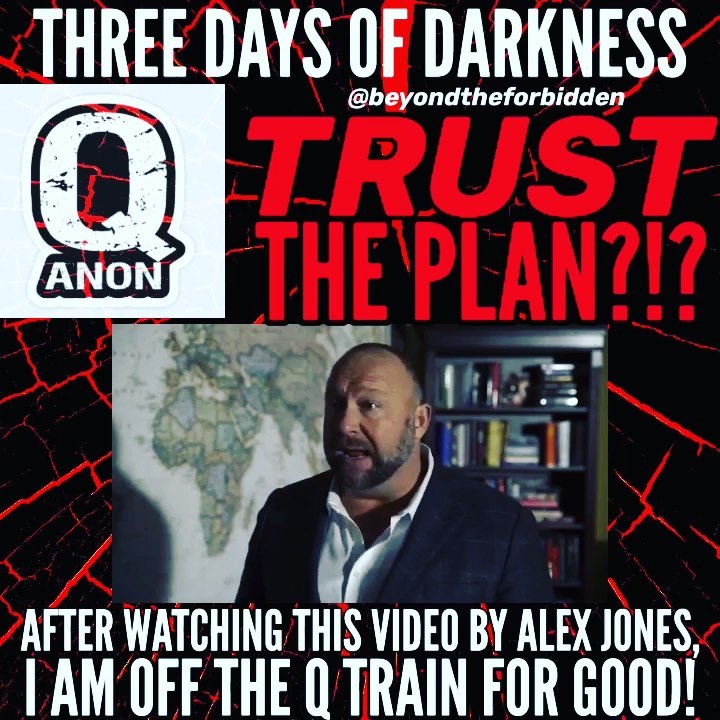 THREE DAYS OF DARKNESS
@beyondtheforbidden
Q
ANON
TRUST
THE PLAN?!?
AFTER WATCHING THIS VIDEO BY ALEX JONES,
I AM OFF THE Q TRAIN FOR GOOD!